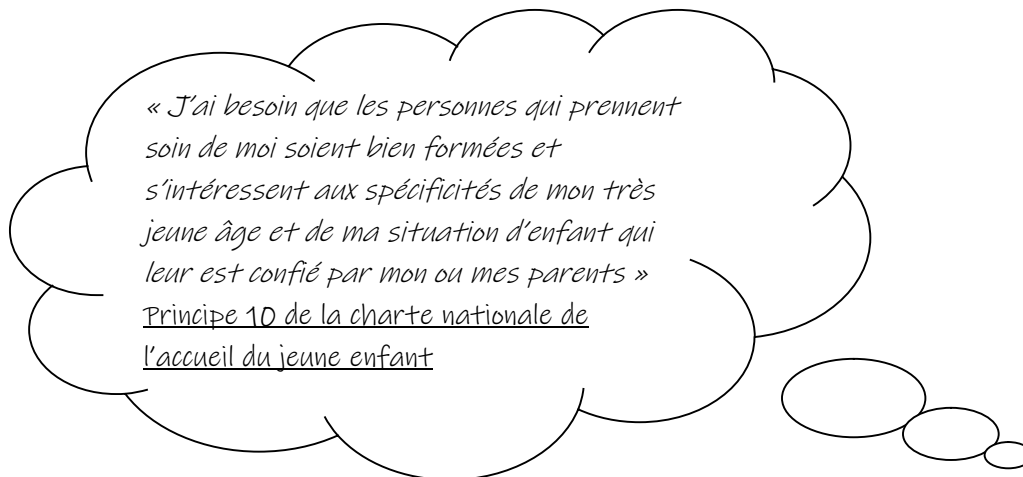 « J'ai besoin que les personnes qui prennent
soin de moi soient bien formées et
s'intéressent aux spécificités de mon très
jeune âge et de ma situation d'enfant qui
leur est confié par mon ou mes parents »
Principe 10 de la charte nationale de
l'accueil du jeune enfant